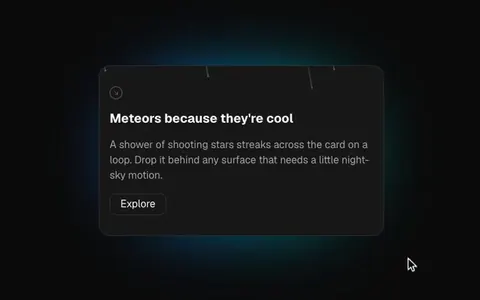 Meteors because they're cool
A shower of shooting stars streaks across the card on a
loop. Drop it behind any surface that needs a little night-
sky motion.
Explore